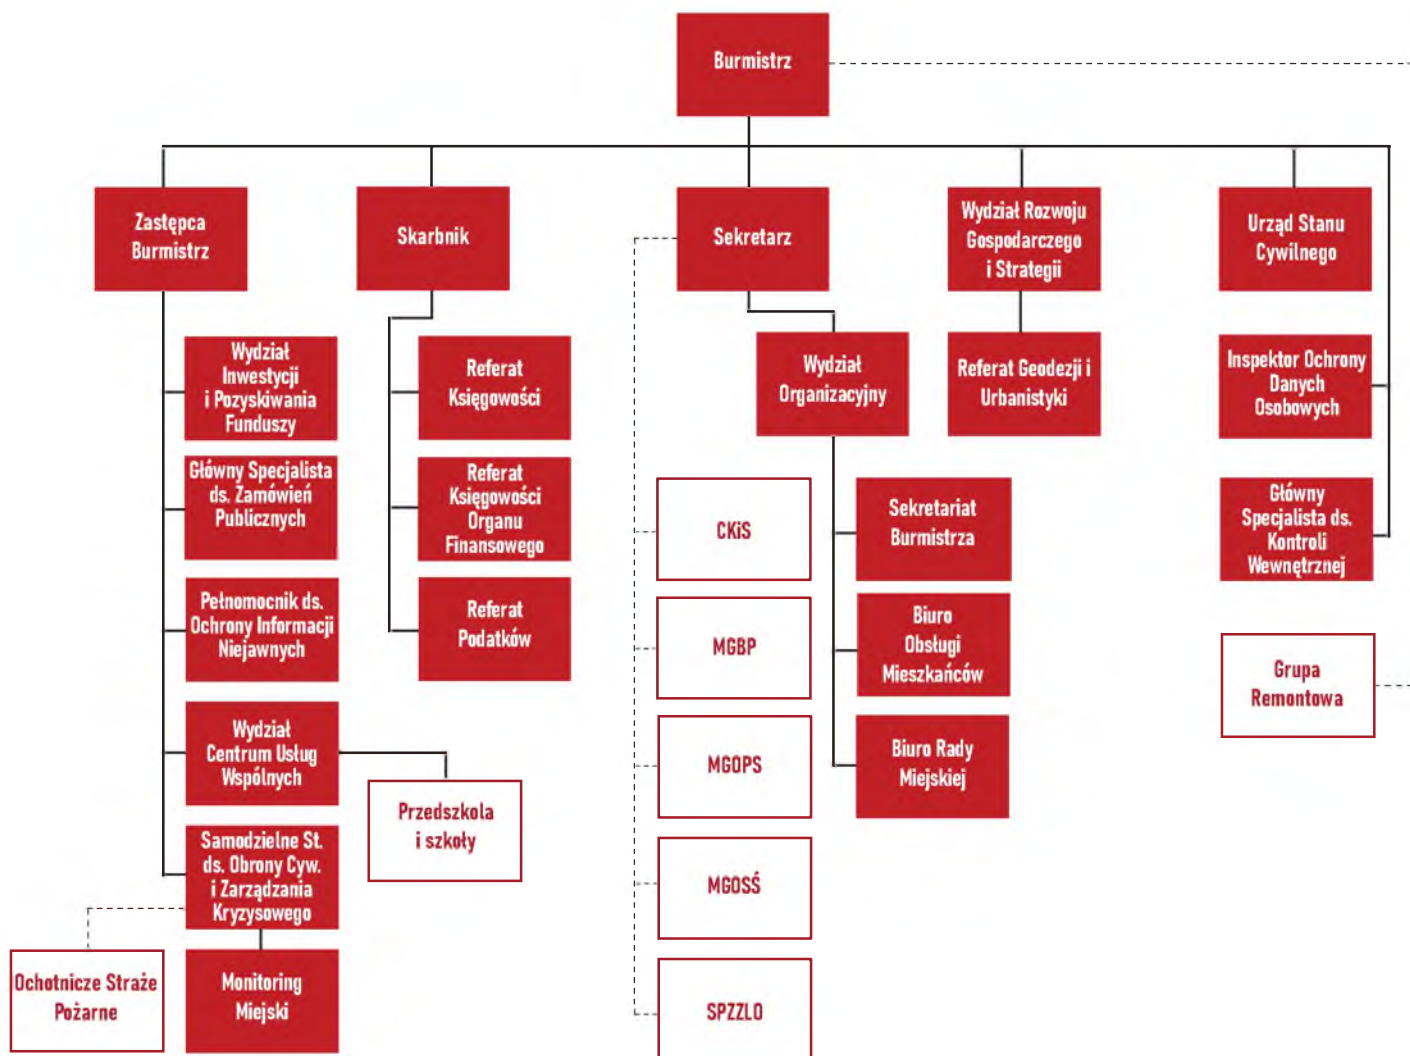 Burmistrz
Zastępca
Burmistrz
Skarbnik
Sekretarz
Wydział Rozwoju
Gospodarczego
i Strategii
Urząd Stanu
Cywilnego
Wydział
Inwestycji
i Pozyskiwania
Funduszy
Referat
Księgowości
Wydział
Organizacyjny
Referat Geodezji i
Urbanistyki
Inspektor Ochrony
Danych
Osobowych
Główny Specjalista
ds. Zamówień
Publicznych
Referat
Księgowości
Organu
Finansowego
CKiS
Sekretariat
Burmistrza
Główny
Specjalista ds.
Kontroli
Wewnętrznej
Pełnomocnik ds.
Ochrony Informacji
Niejawnych
Referat
Podatków
MGBP
Biuro
Obsługi
Mieszkańców
Grupa
Remontowa
Wydział
Centrum Usług
Wspólnych
Przedszkola
i szkoły
MGOPS
Biuro Rady
Miejskiej
Samodzielne St.
ds. Obrony Cyw.
i Zarządzania
Kryzysowego
MGOSŚ
Ochotnicze Straże
Pożarne
Monitoring
Miejski
SPZZLO